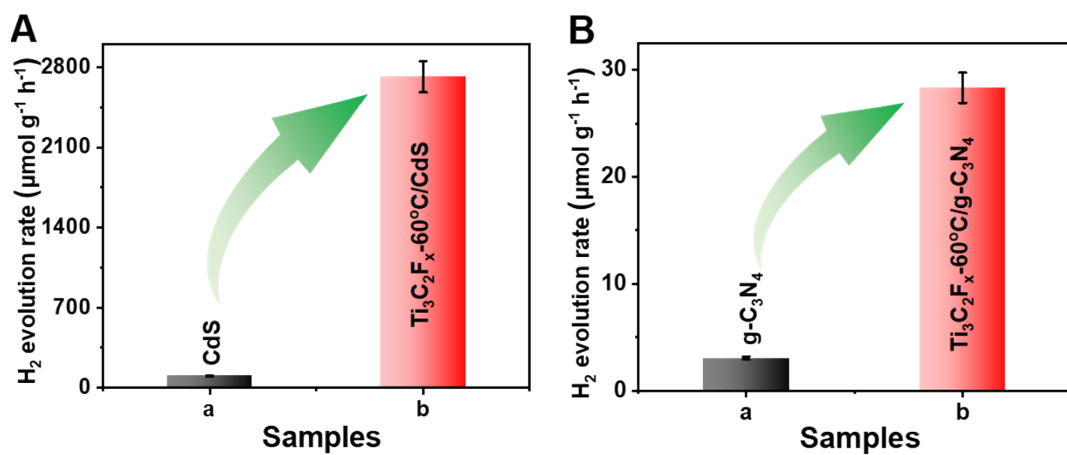 A
H₂ evolution rate (μmol g⁻¹ h⁻¹)
2800
2100
1400
700
0
CdS
Ti₃C₂Fₓ-60°C/CdS
a
b
Samples
B
H₂ evolution rate (μmol g⁻¹ h⁻¹)
30
20
10
0
g-C₃N₄
Ti₃C₂Fₓ-60°C/g-C₃N₄
a
b
Samples